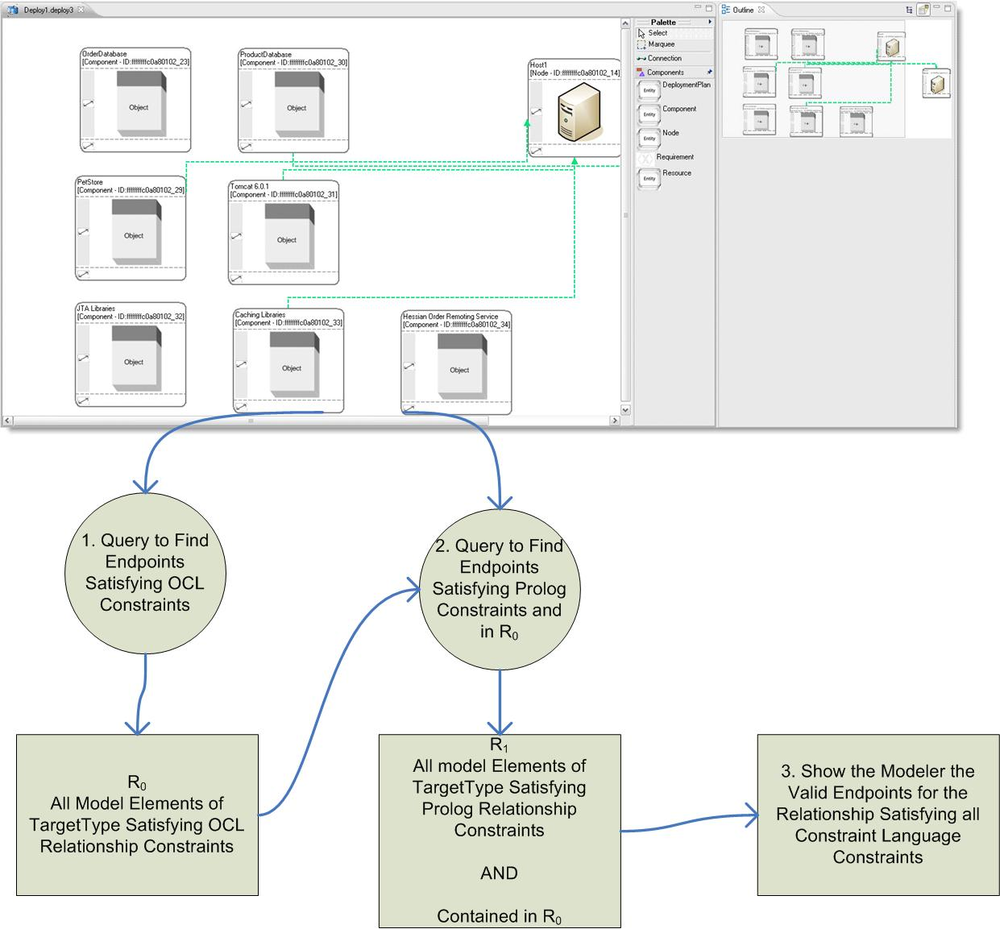 Deploy1.deploy3
OrderDatabase
[Component - ID:ffffffffc0a80102_23]
Object
ProductDatabase
[Component - ID:ffffffffc0a80102_30]
Object
Host1
[Node - ID:ffffffffc0a80102_14]
PetStore
[Component - ID:ffffffffc0a80102_29]
Object
Tomcat 6.0.1
[Component - ID:ffffffffc0a80102_31]
Object
JTA Libraries
[Component - ID:ffffffffc0a80102_32]
Object
Caching Libraries
[Component - ID:ffffffffc0a80102_33]
Object
Hessian Order Remoting Service
[Component - ID:ffffffffc0a80102_34]
Object
Palette
Select
Marquee
Connection
Components
Entity
DeploymentPlan
Entity
Component
Entity
Node
Requirement
Entity
Resource
Outline
1. Query to Find
Endpoints
Satisfying OCL
Constraints
2. Query to Find
Endpoints
Satisfying Prolog
Constraints and
in R0
R0
All Model Elements of
TargetType Satisfying OCL
Relationship Constraints
R1
All model Elements of
TargetType Satisfying
Prolog Relationship
Constraints
AND
Contained in R0
3. Show the Modeler the
Valid Endpoints for the
Relationship Satisfying all
Constraint Language
Constraints